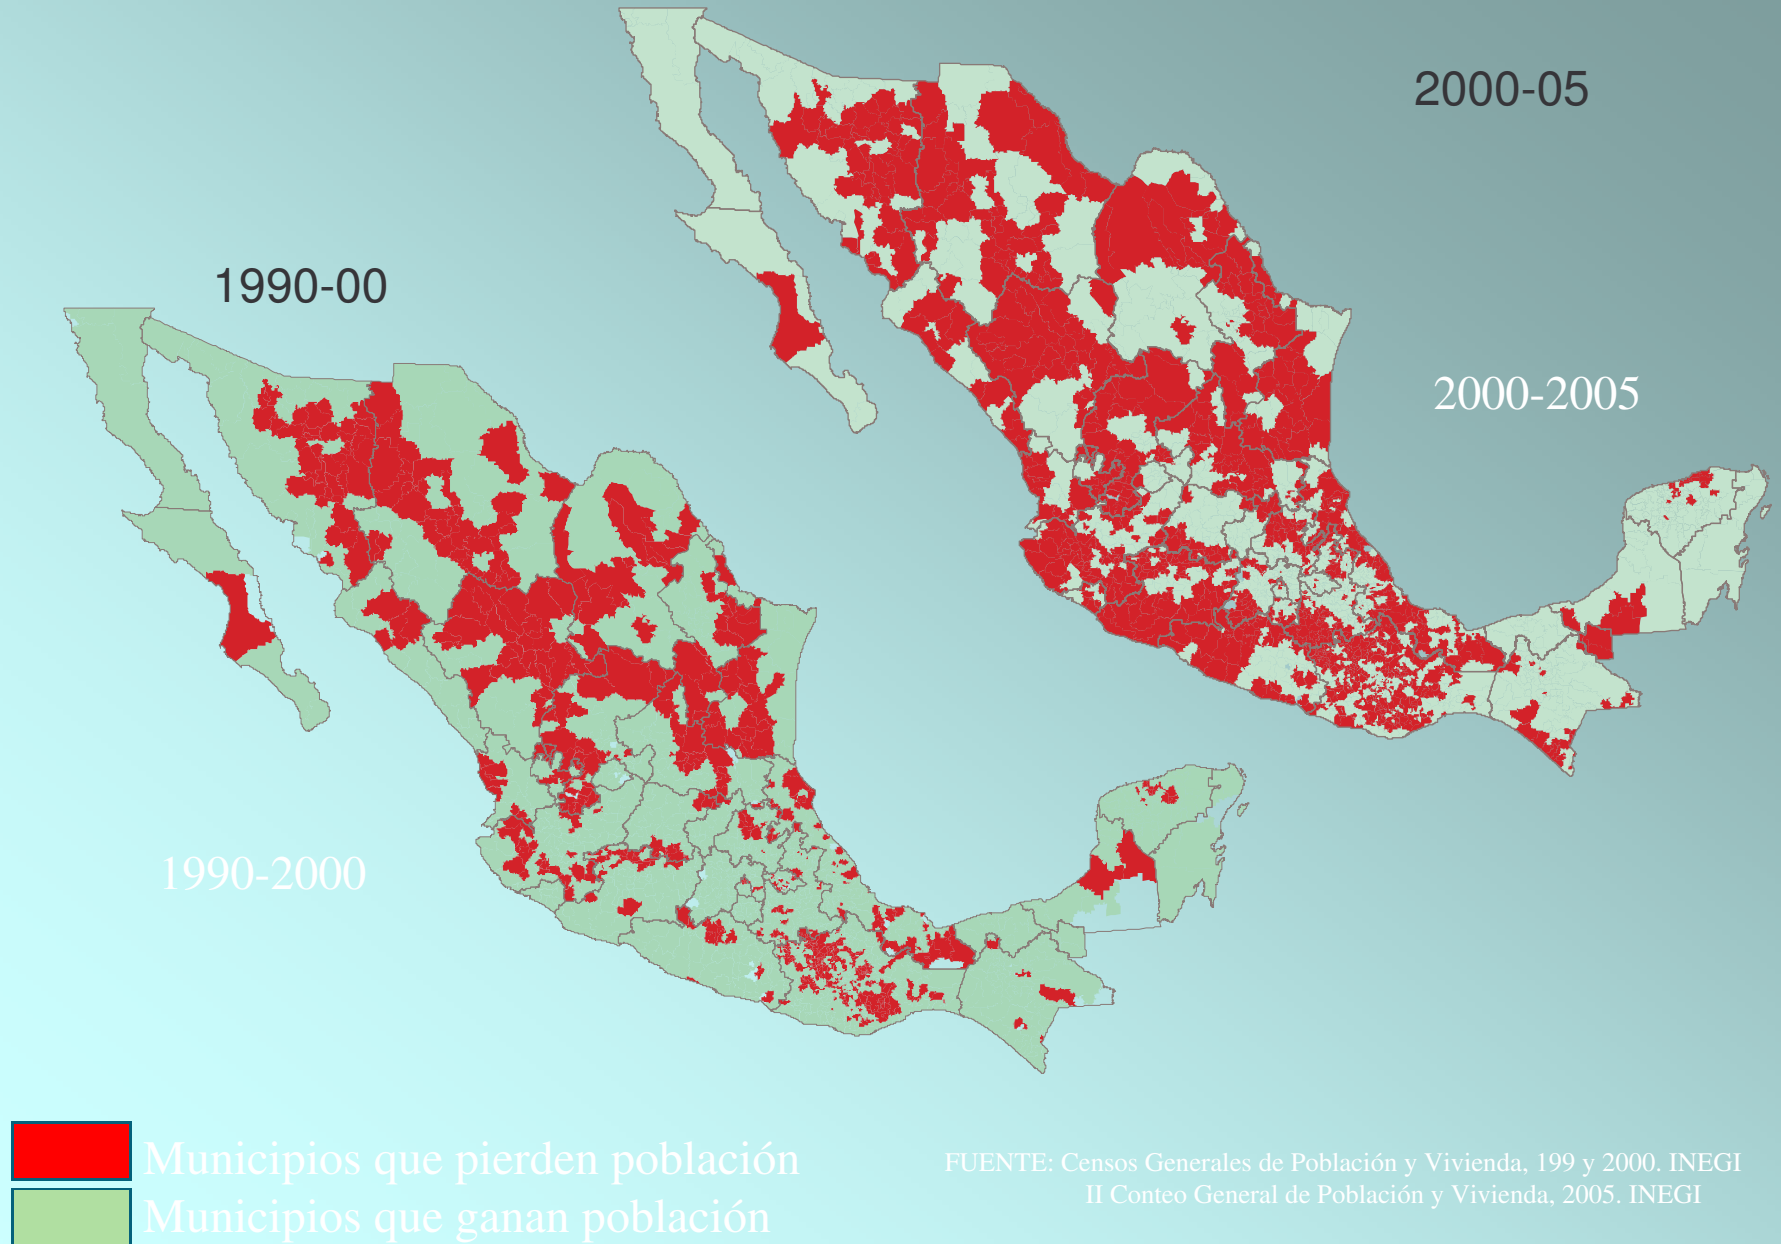 2000-05
1990-00
2000-2005
1990-2000
Municipios que pierden población
Municipios que ganan población
FUENTE: Censos Generales de Población y Vivienda, 199 y 2000. INEGI
II Conteo General de Población y Vivienda, 2005. INEGI